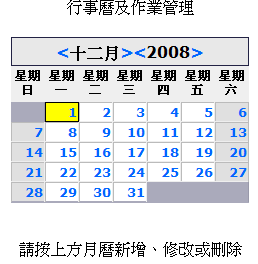 行事曆及作業管理
<十二月><2008>
星期日 星期一 星期二 星期三 星期四 星期五 星期六
1 2 3 4 5 6
7 8 9 10 11 12 13
14 15 16 17 18 19 20
21 22 23 24 25 26 27
28 29 30 31
請按上方月曆新增、修改或刪除